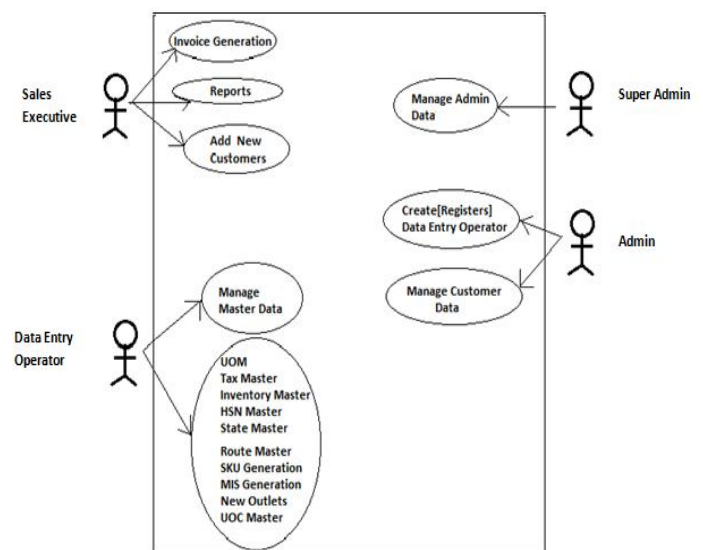 Sales
Executive
Invoice Generation
Reports
Add New
Customers
Manage Admin
Data
Super Admin
Create[Registers]
Data Entry Operator
Admin
Manage Customer
Data
Data Entry
Operator
Manage
Master Data
UOM
Tax Master
Inventory Master
HSN Master
State Master
Route Master
SKU Generation
MIS Generation
New Outlets
UOC Master